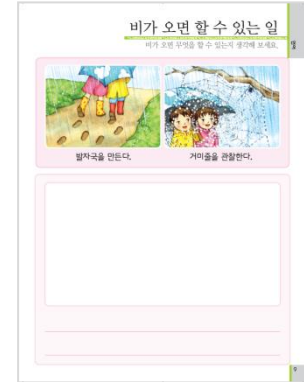 비가 오면 할 수 있는 일
비가 오면 무엇을 할 수 있는지 생각해 보세요.
발자국을 만든다.
거미줄을 관찰한다.